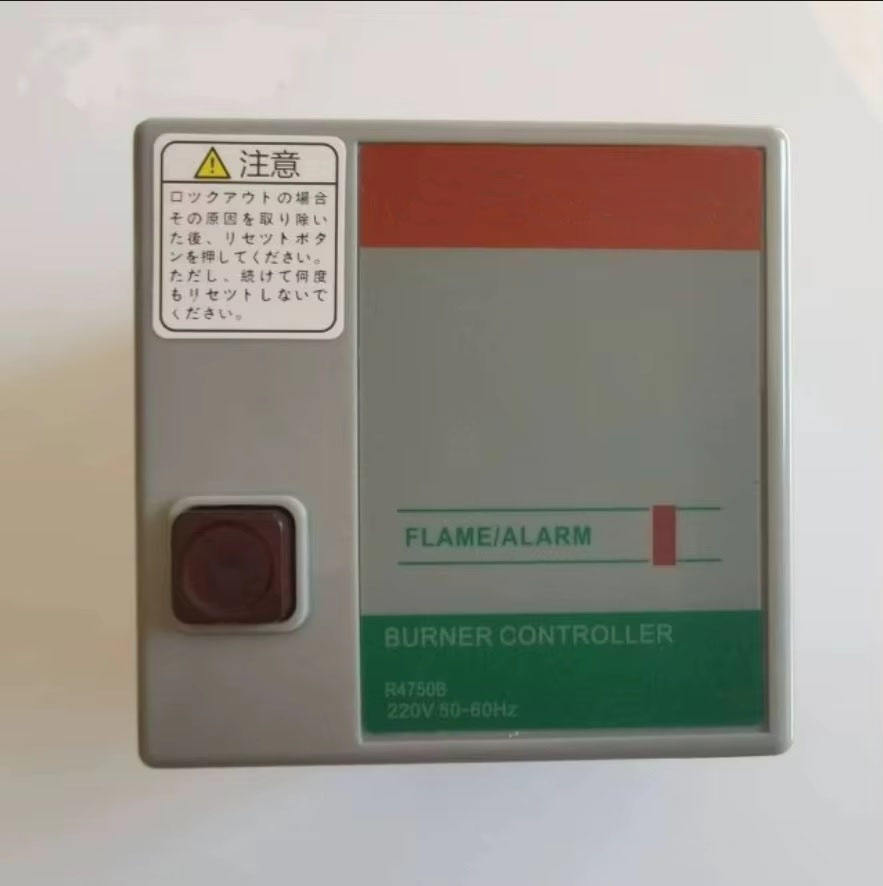 注意
ロックアウトの場合
その原因を取り除い
た後、リセットボタ
ンを押してください。
ただし、続けて何度
もリセットしないで
ください。
FLAME/ALARM
BURNER CONTROLLER
R4750B
220V 50-60Hz